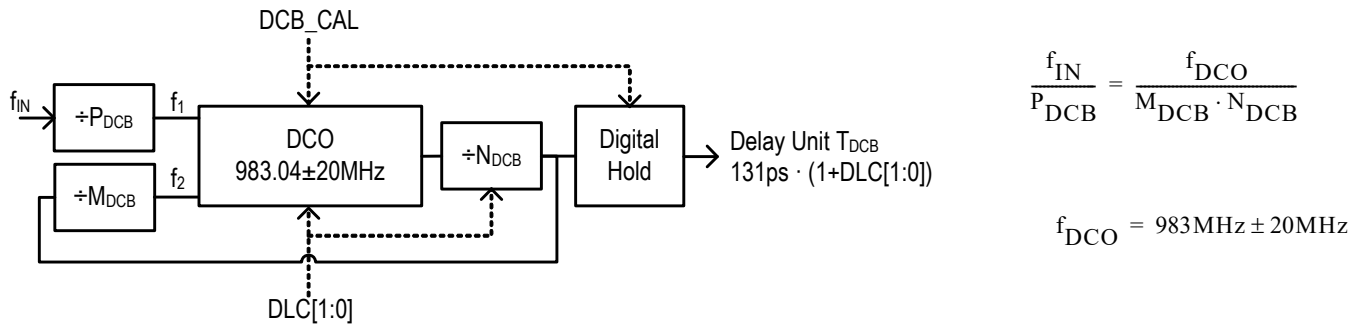 DCB_CAL
f_IN
÷P_DCB
f_1
DCO
983.04±20MHz
÷N_DCB
Digital
Hold
Delay Unit T_DCB
131ps · (1+DLC[1:0])
÷M_DCB
f_2
DLC[1:0]
f_IN / P_DCB = f_DCO / M_DCB · N_DCB
f_DCO = 983MHz ± 20MHz